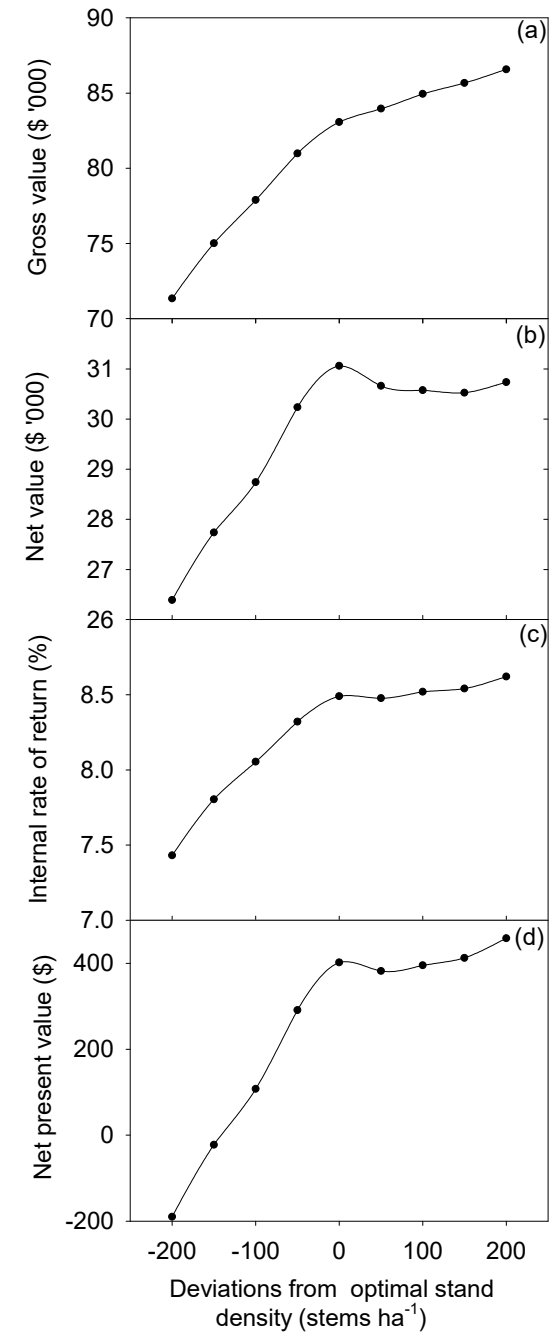 (a)
90
85
80
75
70
Gross value ($ '000)
(b)
31
30
29
28
27
26
Net value ($ '000)
(c)
8.5
8.0
7.5
7.0
Internal rate of return (%)
(d)
400
200
0
-200
Net present value ($)
-200 -100 0 100 200
Deviations from optimal stand
density (stems ha⁻¹)